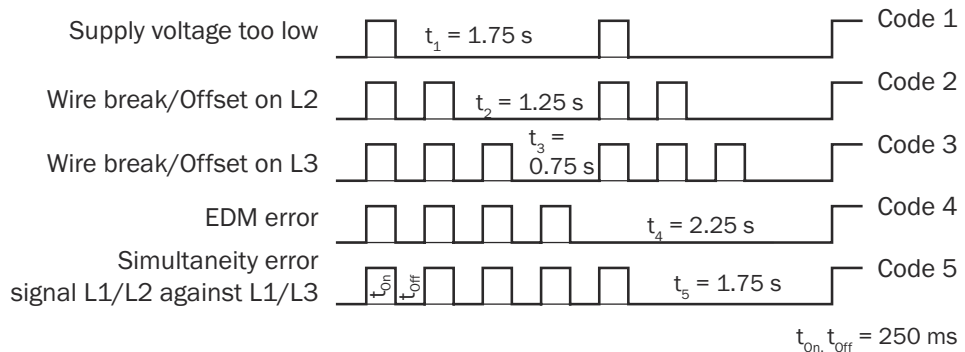 Supply voltage too low t₁ = 1.75 s Code 1
Wire break/Offset on L2 t₂ = 1.25 s Code 2
Wire break/Offset on L3 t₃ = 0.75 s Code 3
EDM error t₄ = 2.25 s Code 4
Simultaneity error
signal L1/L2 against L1/L3 tOn tOff t₅ = 1.75 s Code 5
tOn, tOff = 250 ms